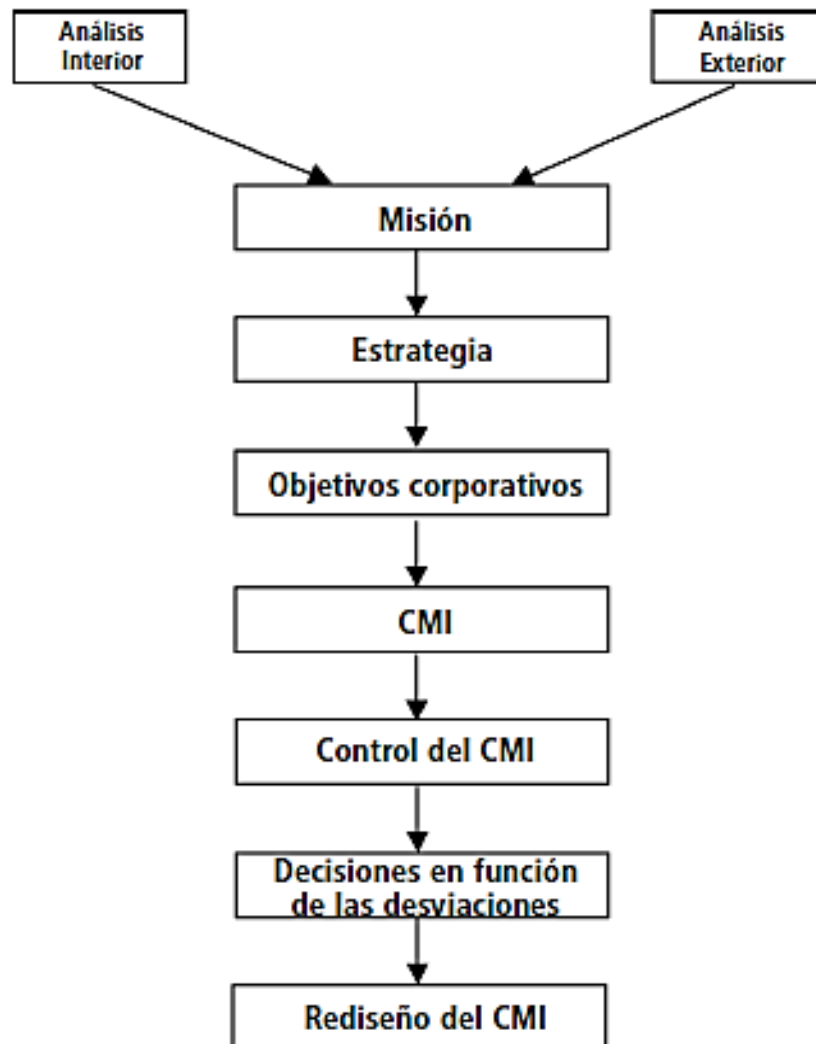 Análisis
Interior
Análisis
Exterior
Misión
Estrategia
Objetivos corporativos
CMI
Control del CMI
Decisiones en función
de las desviaciones
Rediseño del CMI